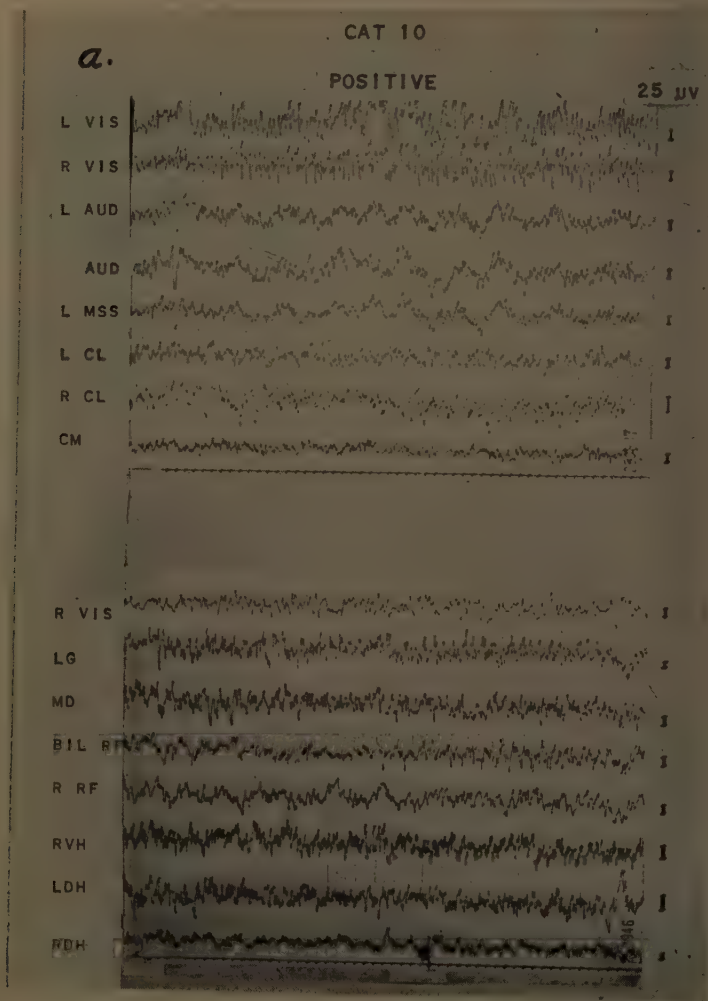 CAT 10
a.
POSITIVE
25 μV
L VIS
R VIS
L AUD
AUD
L MSS
L CL
R CL
CM
R VIS
LG
MD
BIL
R RF
RVH
LDH
RDH
946